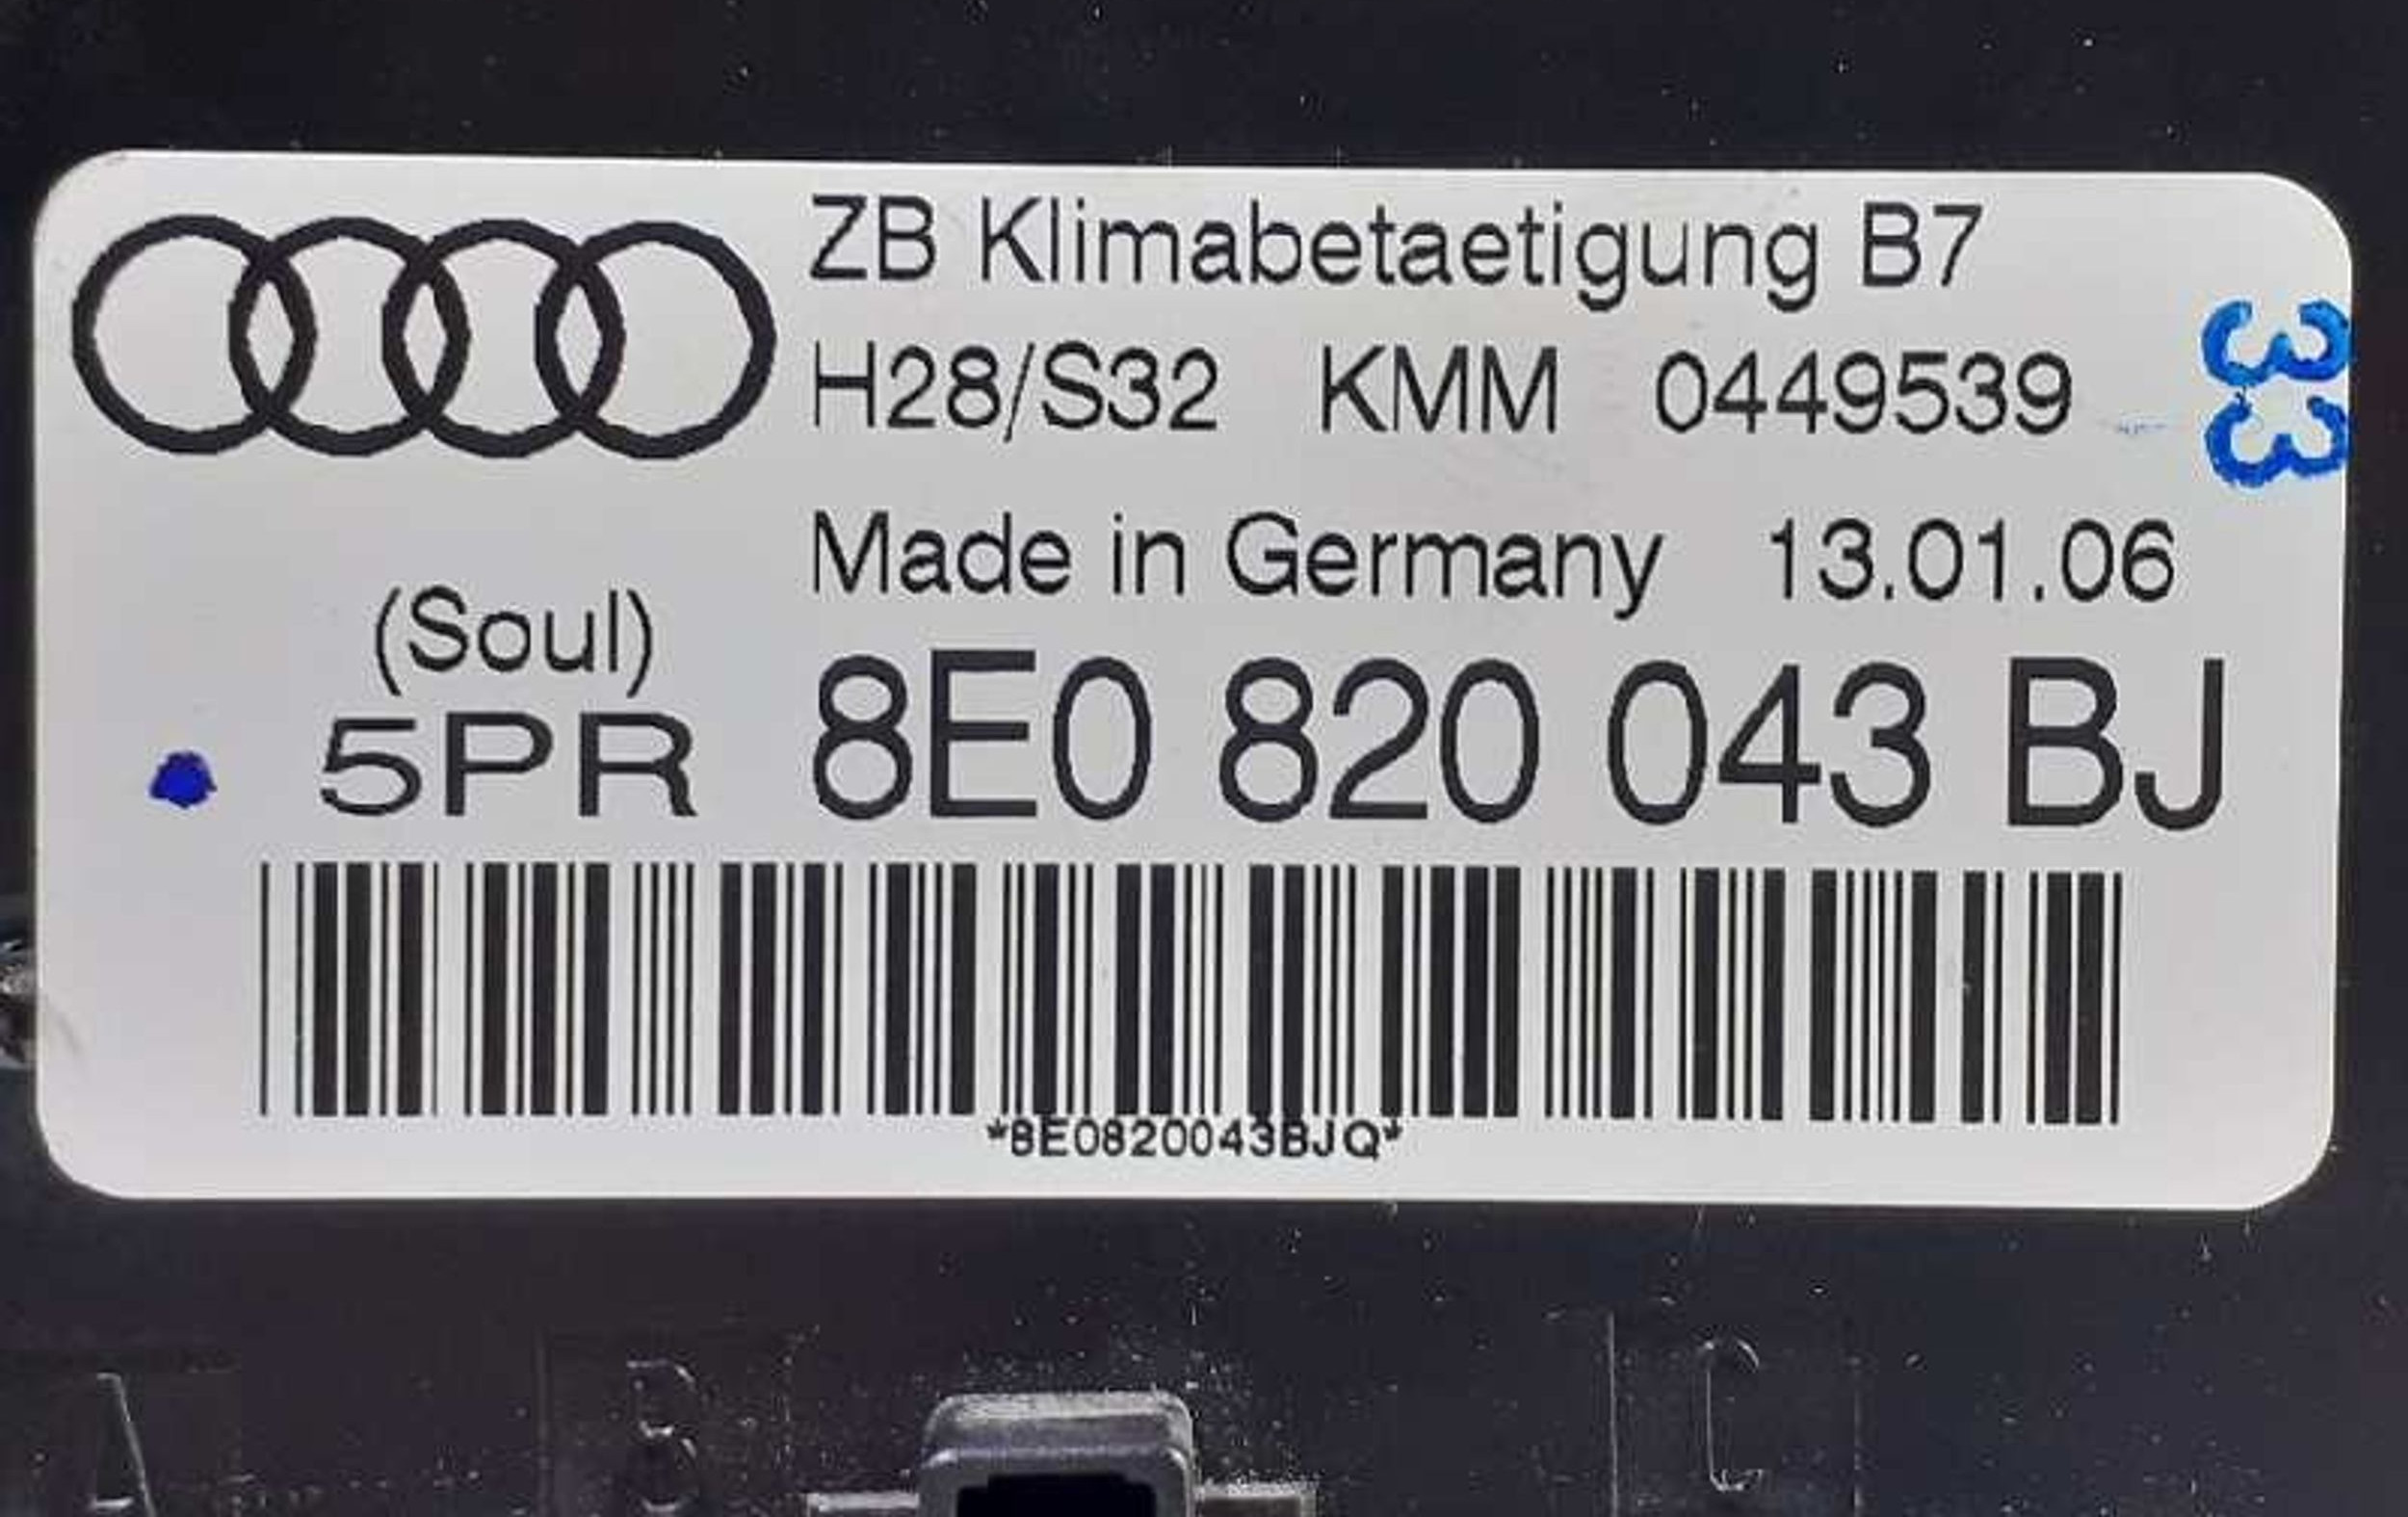 ZB Klimabetaetigung B7
H28/S32 KMM 0449539
33
Made in Germany 13.01.06
(Soul)
5PR 8E0 820 043 BJ
*8E0820043BJQ*
A B C